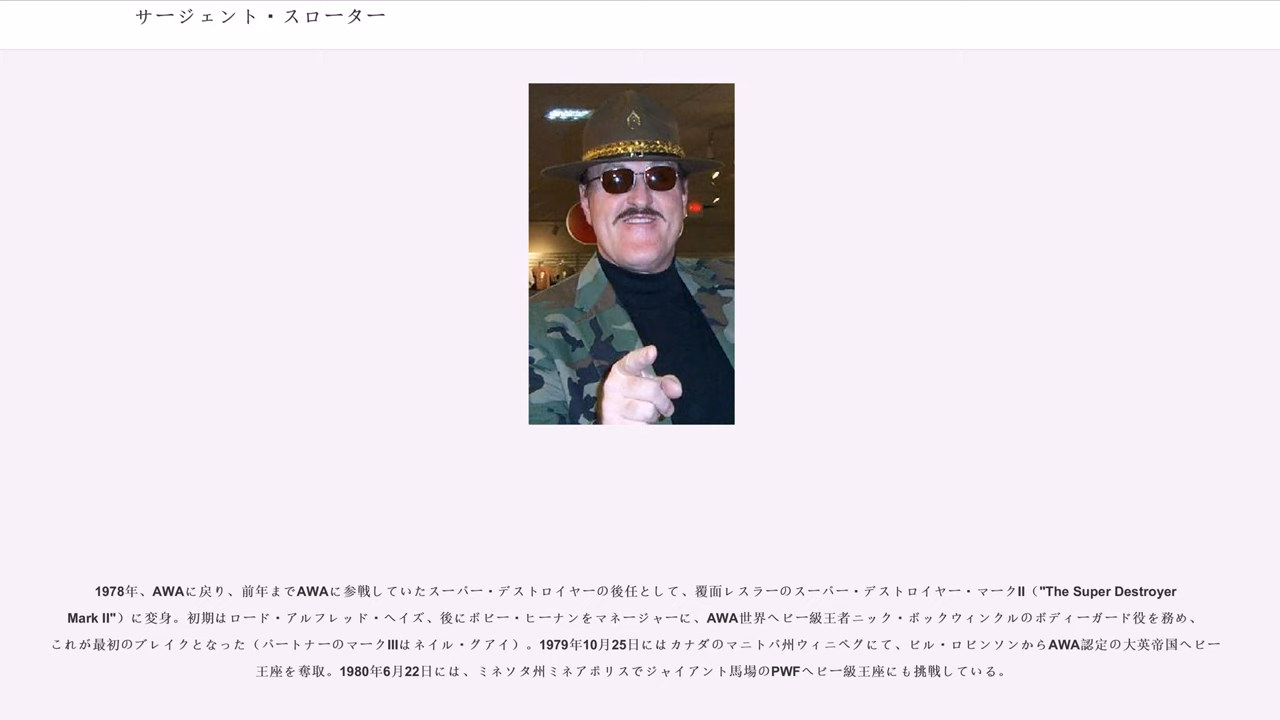 サージェント・スローター
1978年、AWAに戻り、前年までAWAに参戦していたスーパー・デストロイヤーの後任として、覆面レスラーのスーパー・デストロイヤー・マークII（"The Super Destroyer
Mark II"）に変身。初期はロード・アルフレッド・ヘイズ、後にボビー・ヒーナンをマネージャーに、AWA世界ヘビー級王者ニック・ボックウィンクルのボディーガード役を務め、
これが最初のブレイクとなった（パートナーのマークIIIはネイル・グアイ）。1979年10月25日にはカナダのマニトバ州ウィニペグにて、ビル・ロビンソンからAWA認定の大英帝国ヘビー
王座を奪取。1980年6月22日には、ミネソタ州ミネアポリスでジャイアント馬場のPWFヘビー級王座にも挑戦している。